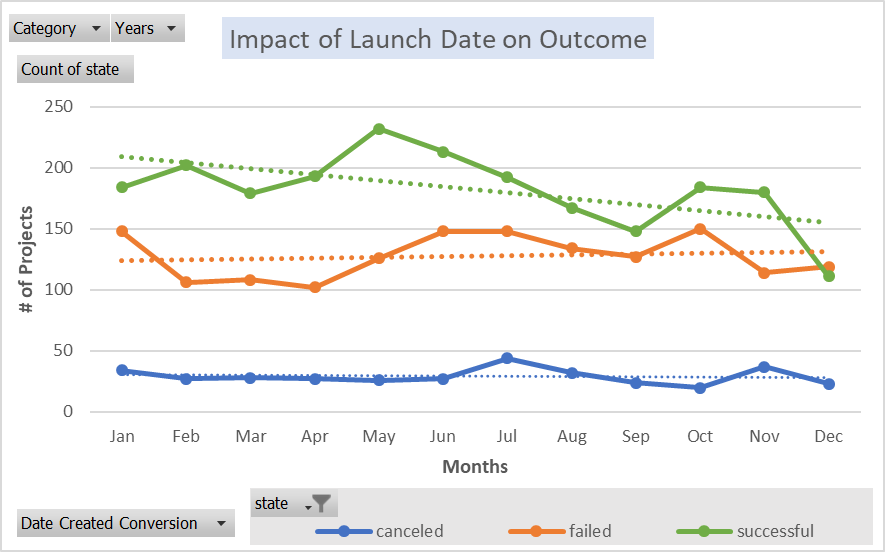 Category Years
Impact of Launch Date on Outcome
Count of state
250
200
150
100
50
0
# of Projects
Jan Feb Mar Apr May Jun Jul Aug Sep Oct Nov Dec
Months
state
Date Created Conversion
canceled failed successful